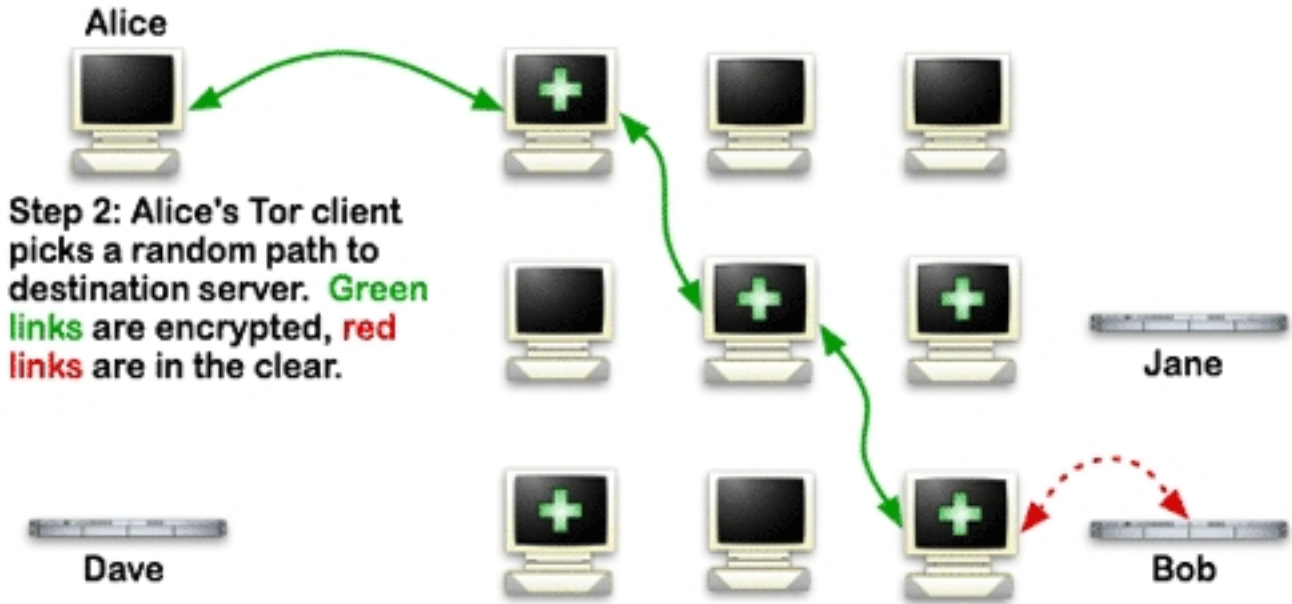 Alice
Step 2: Alice's Tor client
picks a random path to
destination server. Green
links are encrypted, red
links are in the clear.
Jane
Dave
Bob